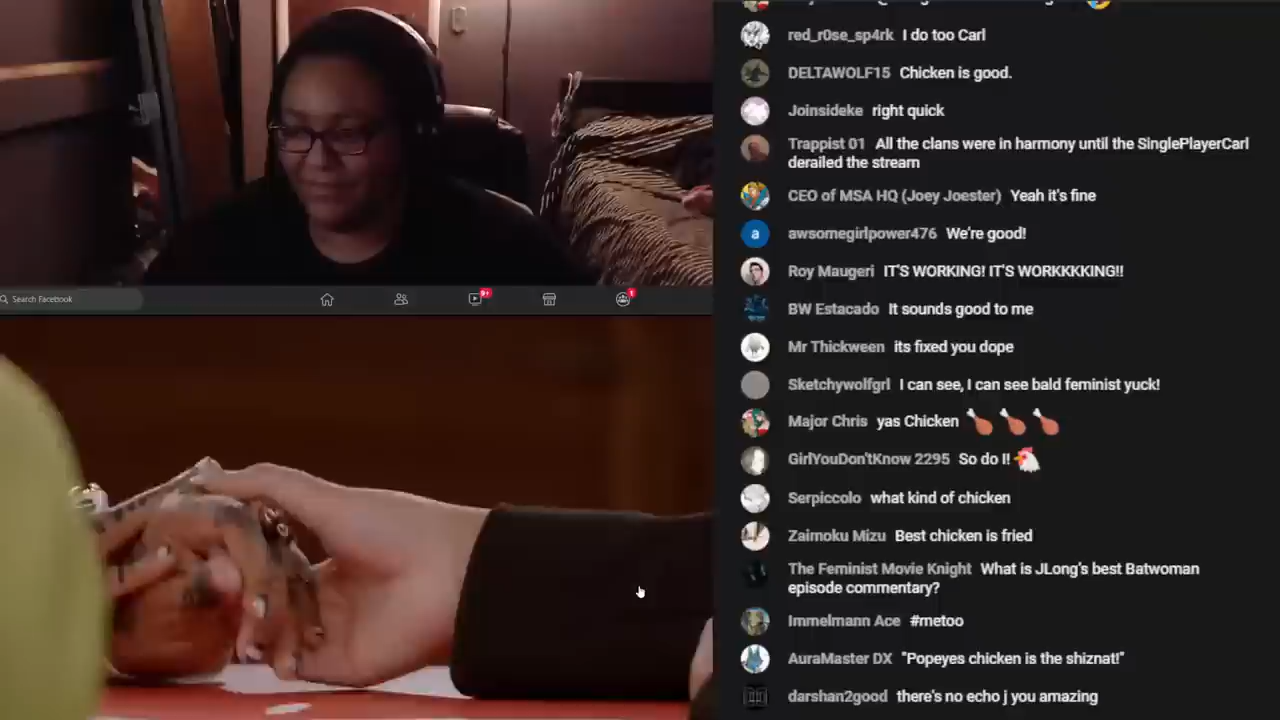 red_r0se_sp4rk I do too Carl
DELTAWOLF15 Chicken is good.
Joinsideke right quick
Trappist 01 All the clans were in harmony until the SinglePlayerCarl
derailed the stream
CEO of MSA HQ (Joey Joester) Yeah it's fine
a awsomegirlpower476 We're good!
Roy Maugeri IT'S WORKING! IT'S WORKKKKING!!
BW Estacado It sounds good to me
Search Facebook
9+
1
Mr Thickween its fixed you dope
Sketchywolfgrl I can see, I can see bald feminist yuck!
Major Chris yas Chicken 🍗 🍗 🍗
GirlYouDon'tKnow 2295 So do I! 🐔
Serpiccolo what kind of chicken
Zaimoku Mizu Best chicken is fried
The Feminist Movie Knight What is JLong's best Batwoman
episode commentary?
Immelmann Ace #metoo
AuraMaster DX "Popeyes chicken is the shiznat!"
darshan2good there's no echo j you amazing